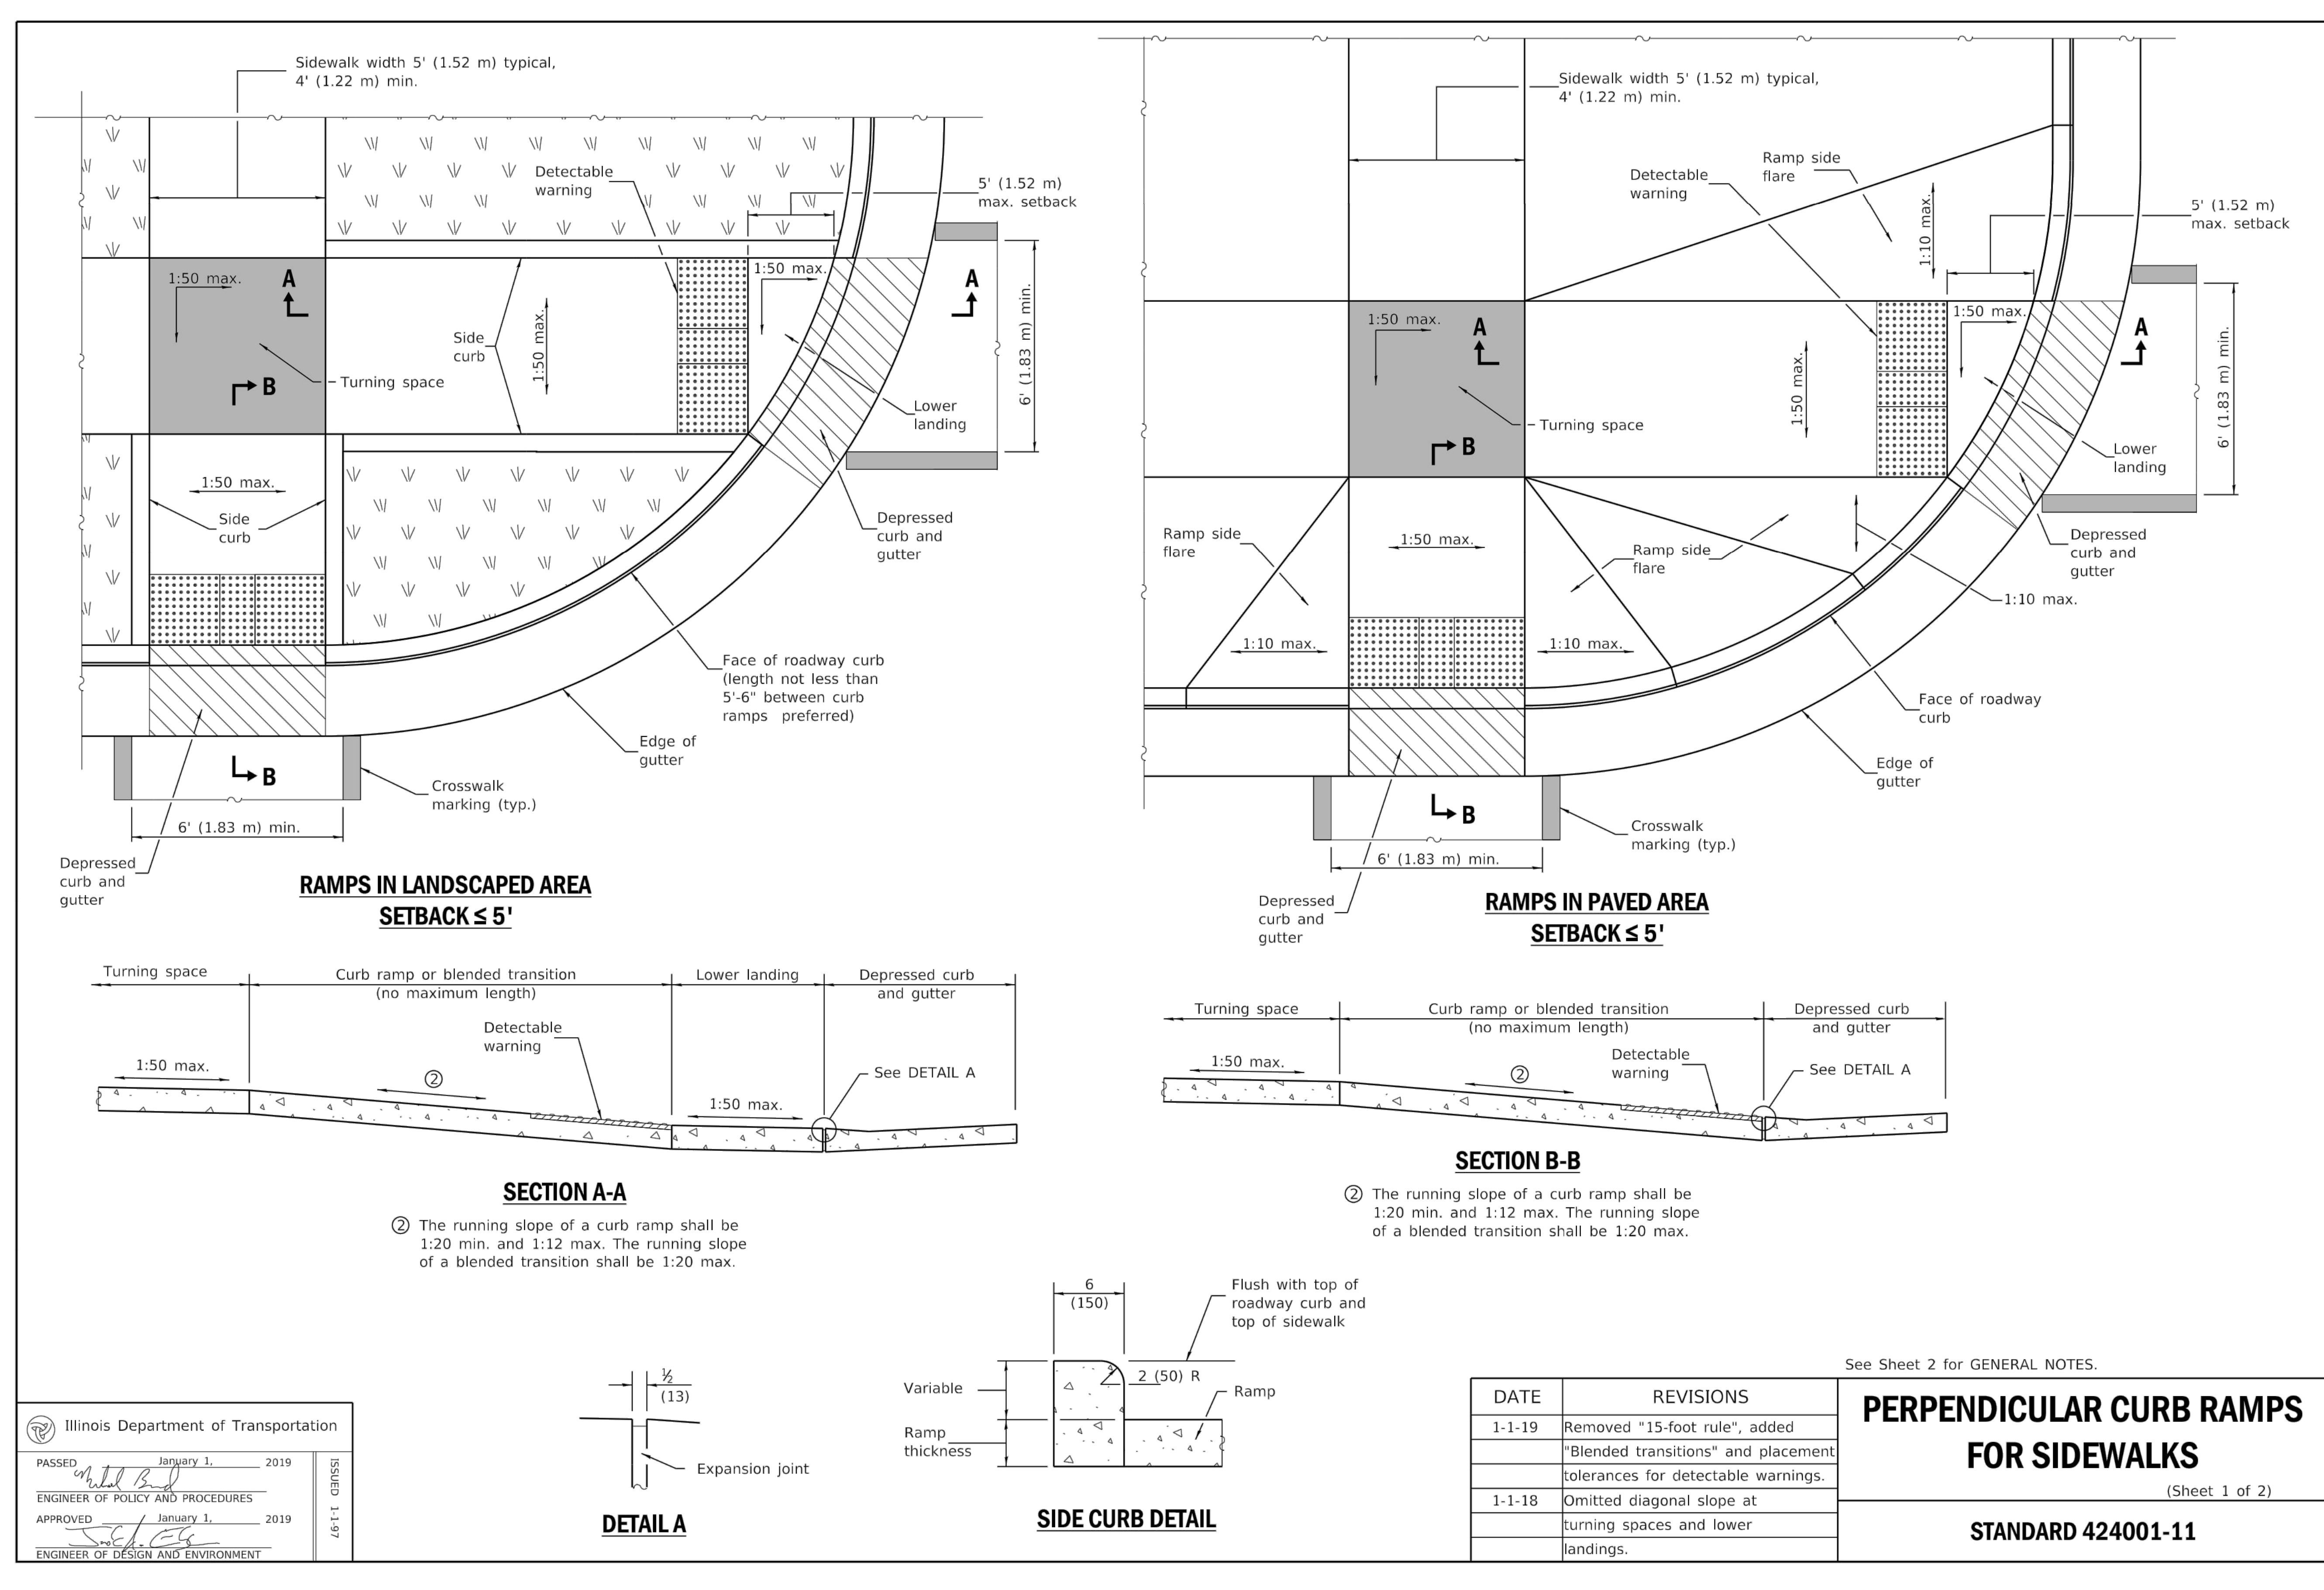 Sidewalk width 5' (1.52 m) typical,
4' (1.22 m) min.
Detectable
warning
5' (1.52 m)
max. setback
1:50 max.
A
1:50 max.
A
Side
curb
1:50 max.
6' (1.83 m) min.
B
Turning space
Lower
landing
1:50 max.
Side
curb
Depressed
curb and
gutter
Face of roadway curb
(length not less than
5'-6" between curb
ramps preferred)
Edge of
gutter
B
Crosswalk
marking (typ.)
6' (1.83 m) min.
Depressed
curb and
gutter
RAMPS IN LANDSCAPED AREA
SETBACK ≤ 5'
Sidewalk width 5' (1.52 m) typical,
4' (1.22 m) min.
Detectable
warning
Ramp side
flare
1:10 max.
5' (1.52 m)
max. setback
1:50 max.
A
1:50 max.
A
1:50 max.
6' (1.83 m) min.
B
Turning space
Lower
landing
Ramp side
flare
1:50 max.
Ramp side
flare
Depressed
curb and
gutter
1:10 max.
1:10 max.
1:10 max.
Face of roadway
curb
Edge of
gutter
B
Crosswalk
marking (typ.)
6' (1.83 m) min.
Depressed
curb and
gutter
RAMPS IN PAVED AREA
SETBACK ≤ 5'
Turning space
Curb ramp or blended transition
(no maximum length)
Lower landing
Depressed curb
and gutter
Detectable
warning
1:50 max.
2
See DETAIL A
1:50 max.
SECTION A-A
2 The running slope of a curb ramp shall be
1:20 min. and 1:12 max. The running slope
of a blended transition shall be 1:20 max.
Turning space
Curb ramp or blended transition
(no maximum length)
Depressed curb
and gutter
1:50 max.
2
Detectable
warning
See DETAIL A
SECTION B-B
2 The running slope of a curb ramp shall be
1:20 min. and 1:12 max. The running slope
of a blended transition shall be 1:20 max.
½
(13)
Expansion joint
DETAIL A
6
(150)
Flush with top of
roadway curb and
top of sidewalk
Variable
2 (50) R
Ramp
Ramp
thickness
SIDE CURB DETAIL
Illinois Department of Transportation
PASSED January 1, 2019
ENGINEER OF POLICY AND PROCEDURES
APPROVED January 1, 2019
ENGINEER OF DESIGN AND ENVIRONMENT
ISSUED 1-1-97
See Sheet 2 for GENERAL NOTES.
DATE REVISIONS
1-1-19 Removed "15-foot rule", added
"Blended transitions" and placement
tolerances for detectable warnings.
1-1-18 Omitted diagonal slope at
turning spaces and lower
landings.
PERPENDICULAR CURB RAMPS
FOR SIDEWALKS
(Sheet 1 of 2)
STANDARD 424001-11